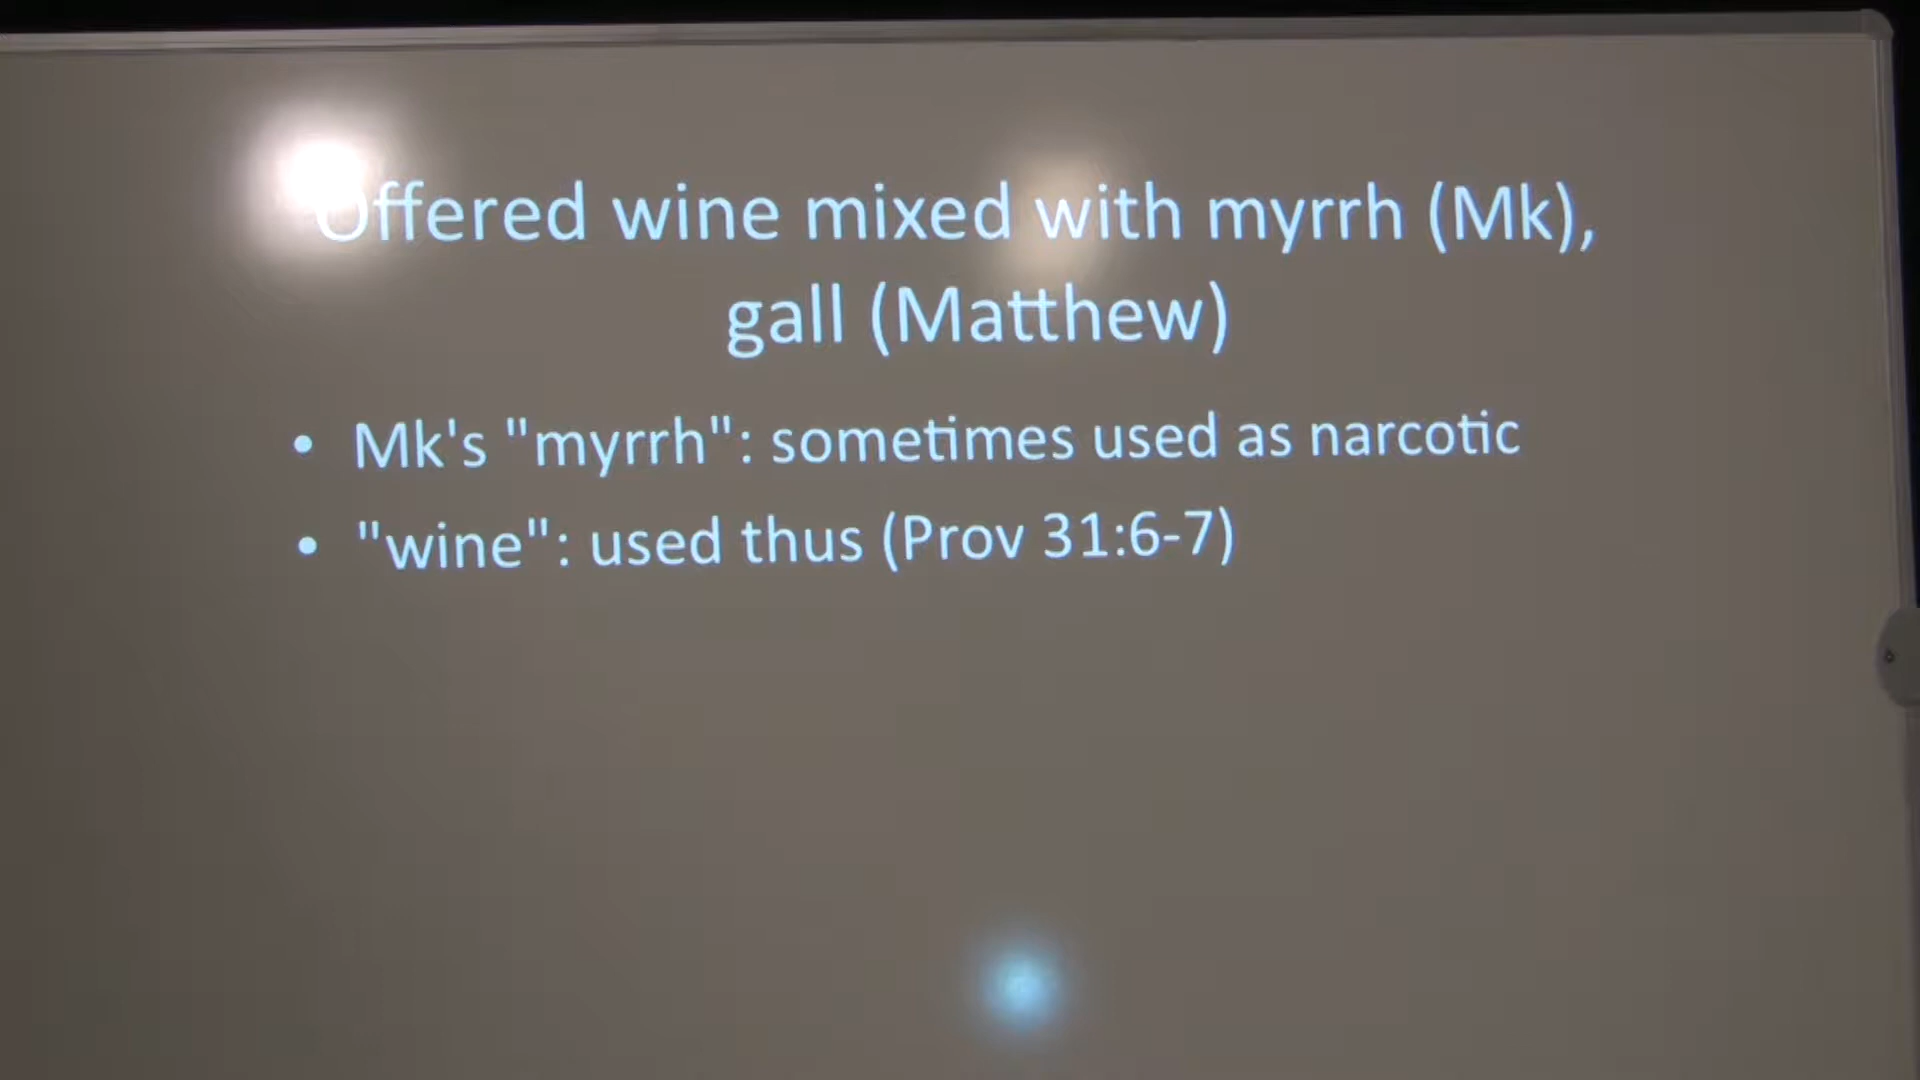 Offered wine mixed with myrrh (Mk),
gall (Matthew)
• Mk's "myrrh": sometimes used as narcotic
• "wine": used thus (Prov 31:6-7)